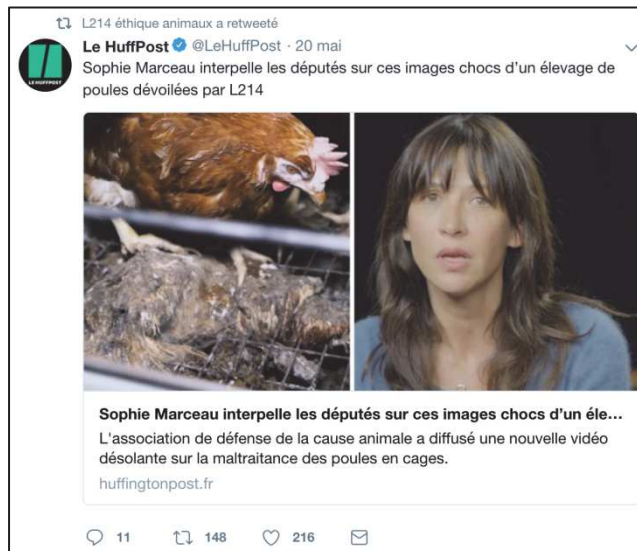 L214 éthique animaux a retweeté
Le HuffPost @LeHuffPost · 20 mai
Sophie Marceau interpelle les députés sur ces images chocs d'un élevage de
poules dévoilées par L214
LE HUFFPOST
Sophie Marceau interpelle les députés sur ces images chocs d'un éle...
L'association de défense de la cause animale a diffusé une nouvelle vidéo
désolante sur la maltraitance des poules en cages.
huffingtonpost.fr
11 148 216